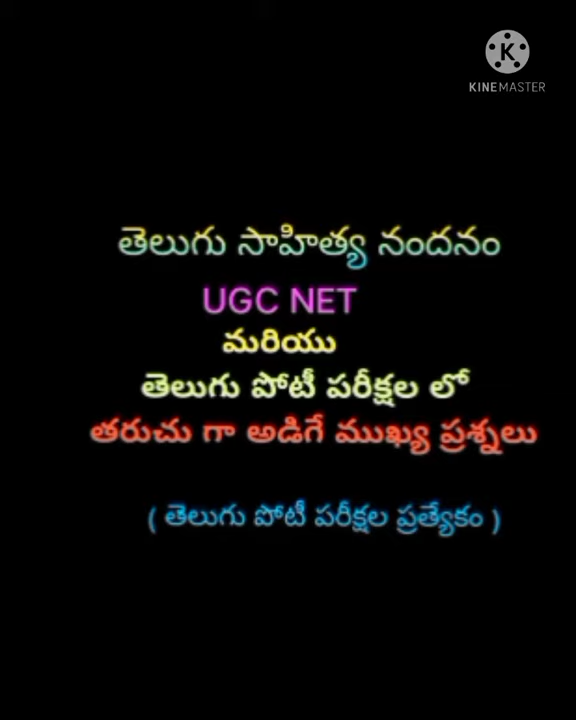 KINEMASTER
తెలుగు సాహిత్య నందనం
UGC NET
మరియు
తెలుగు పోటీ పరీక్షల లో
తరుచు గా అడిగే ముఖ్య ప్రశ్నలు
( తెలుగు పోటీ పరీక్షల ప్రత్యేకం )